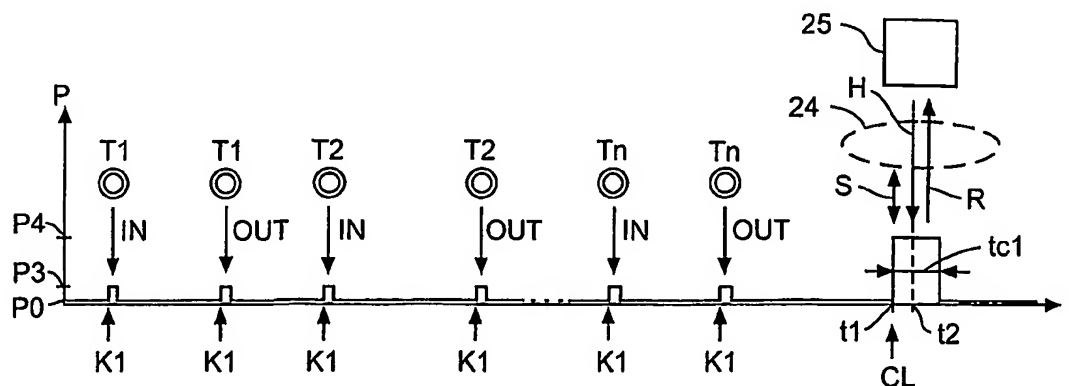 25
P
24
H
T1 T1 T2 T2 Tn Tn
S R
P4 IN OUT IN OUT IN OUT
tc1
P3
P0 ....
t1 t2
K1 K1 K1 K1 K1 K1
CL